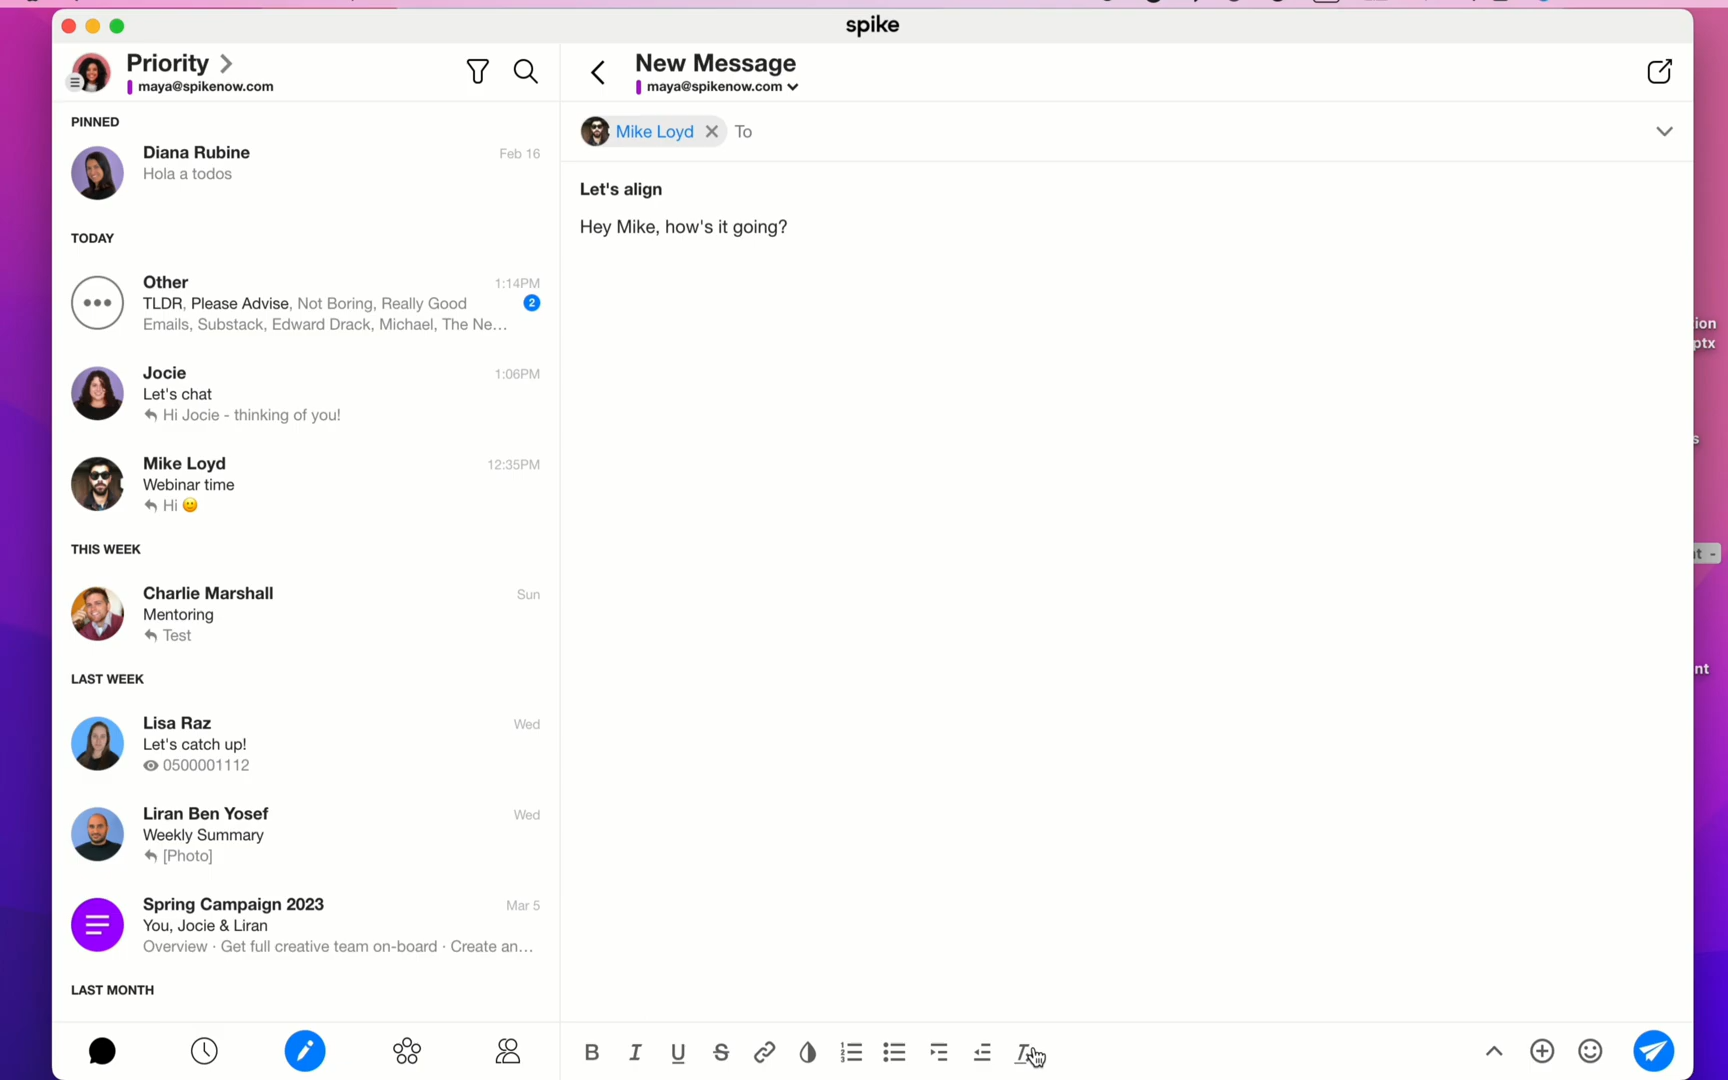 spike
Priority
maya@spikenow.com
PINNED
Diana Rubine
Feb 16
Hola a todos
TODAY
Other
1:14PM
TLDR, Please Advise, Not Boring, Really Good
2
Emails, Substack, Edward Drack, Michael, The Ne…
Jocie
1:06PM
Let's chat
Hi Jocie - thinking of you!
Mike Loyd
12:35PM
Webinar time
Hi 🙂
THIS WEEK
Charlie Marshall
Sun
Mentoring
Test
LAST WEEK
Lisa Raz
Wed
Let's catch up!
0500001112
Liran Ben Yosef
Wed
Weekly Summary
[Photo]
Spring Campaign 2023
Mar 5
You, Jocie & Liran
Overview · Get full creative team on-board · Create an…
LAST MONTH
New Message
maya@spikenow.com
Mike Loyd To
Let's align
Hey Mike, how's it going?
B I U S
ion
ptx
s
t -
nt